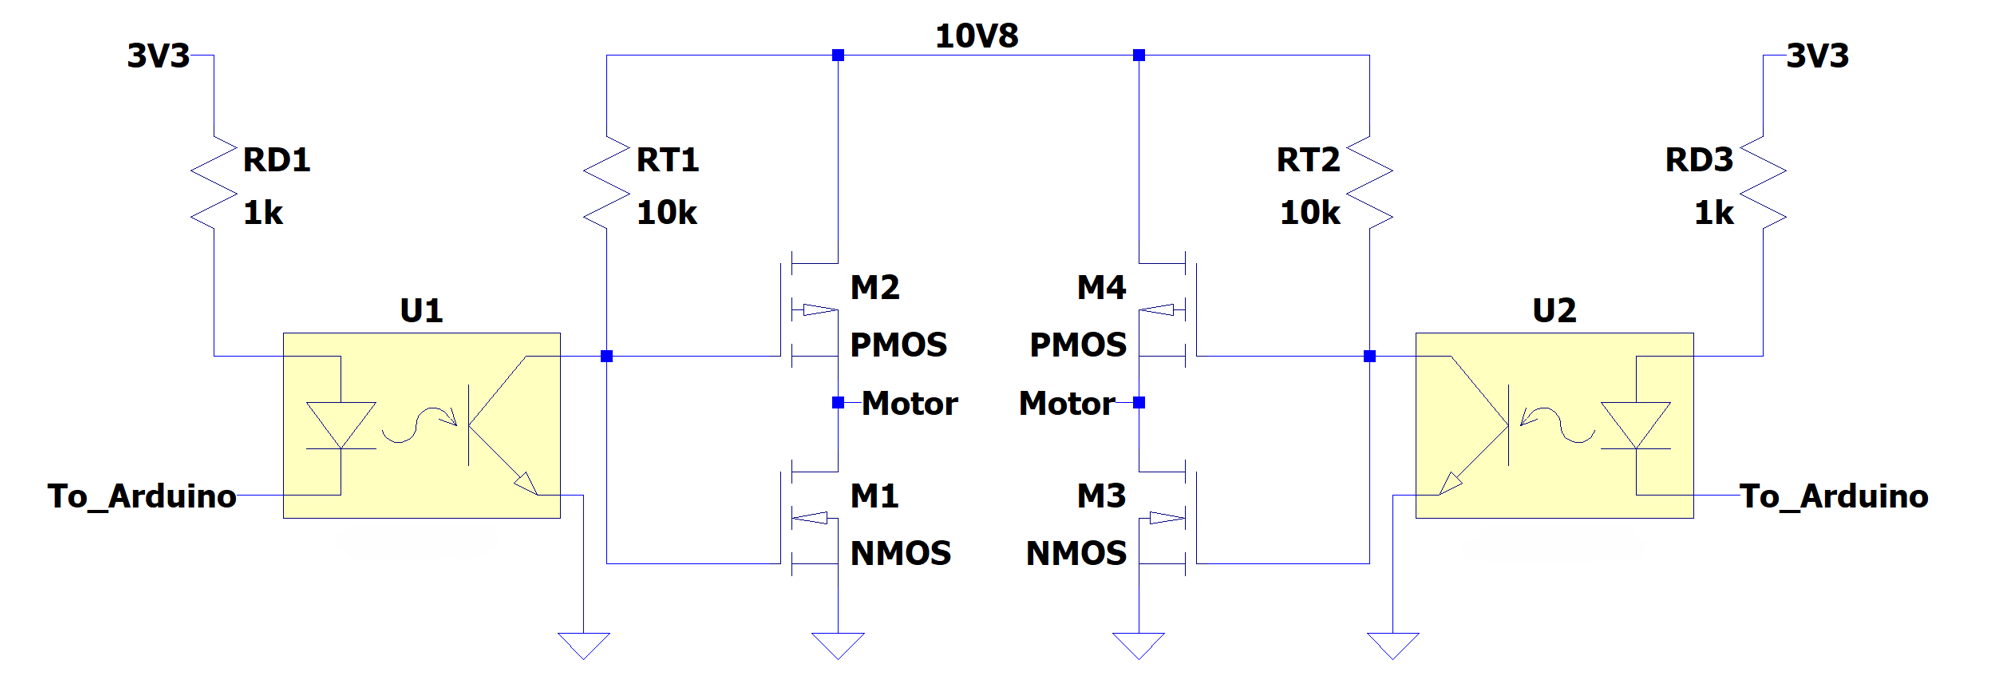 10V8
3V3
3V3
RD1
1k
RT1
10k
RT2
10k
RD3
1k
M2
PMOS
M4
PMOS
U1
U2
Motor
Motor
To_Arduino
M1
NMOS
M3
NMOS
To_Arduino